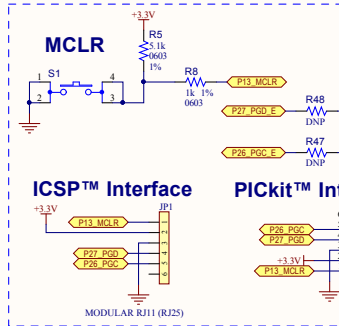 +3.3V
MCLR
R5
5.1k
0603
1%
S1
1
4
2
3
R8
1k 1%
0603
P13_MCLR
P27_PGD_E
R48
DNP
P26_PGC_E
R47
DNP
ICSP™ Interface
PICkit™ Int
+3.3V
JP1
P13_MCLR
1
2
3
P27_PGD
4
P26_PGC
5
6
P26_PGC
P27_PGD
+3.3V
P13_MCLR
MODULAR RJ11 (RJ25)